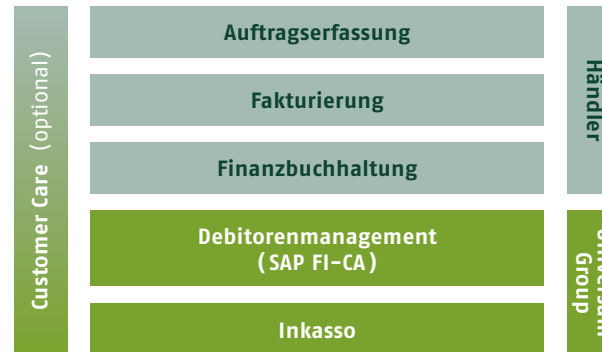 Customer Care (optional)
Auftragserfassung
Fakturierung
Finanzbuchhaltung
Debitorenmanagement
(SAP FI-CA)
Inkasso
Händler
Group